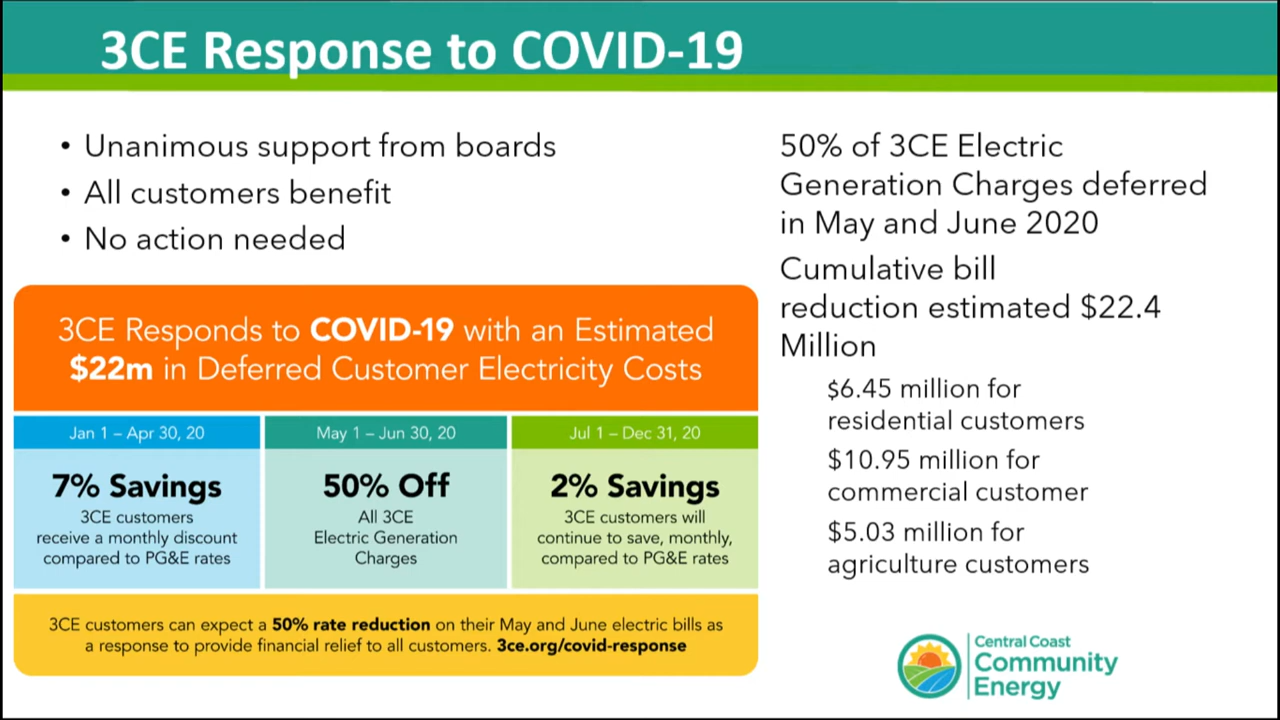 3CE Response to COVID-19
• Unanimous support from boards
• All customers benefit
• No action needed
3CE Responds to COVID-19 with an Estimated
$22m in Deferred Customer Electricity Costs
Jan 1 – Apr 30, 20
7% Savings
3CE customers
receive a monthly discount
compared to PG&E rates
May 1 – Jun 30, 20
50% Off
All 3CE
Electric Generation
Charges
Jul 1 – Dec 31, 20
2% Savings
3CE customers will
continue to save, monthly,
compared to PG&E rates
3CE customers can expect a 50% rate reduction on their May and June electric bills as
a response to provide financial relief to all customers. 3ce.org/covid-response
50% of 3CE Electric
Generation Charges deferred
in May and June 2020
Cumulative bill
reduction estimated $22.4
Million
$6.45 million for
residential customers
$10.95 million for
commercial customer
$5.03 million for
agriculture customers
Central Coast
Community
Energy